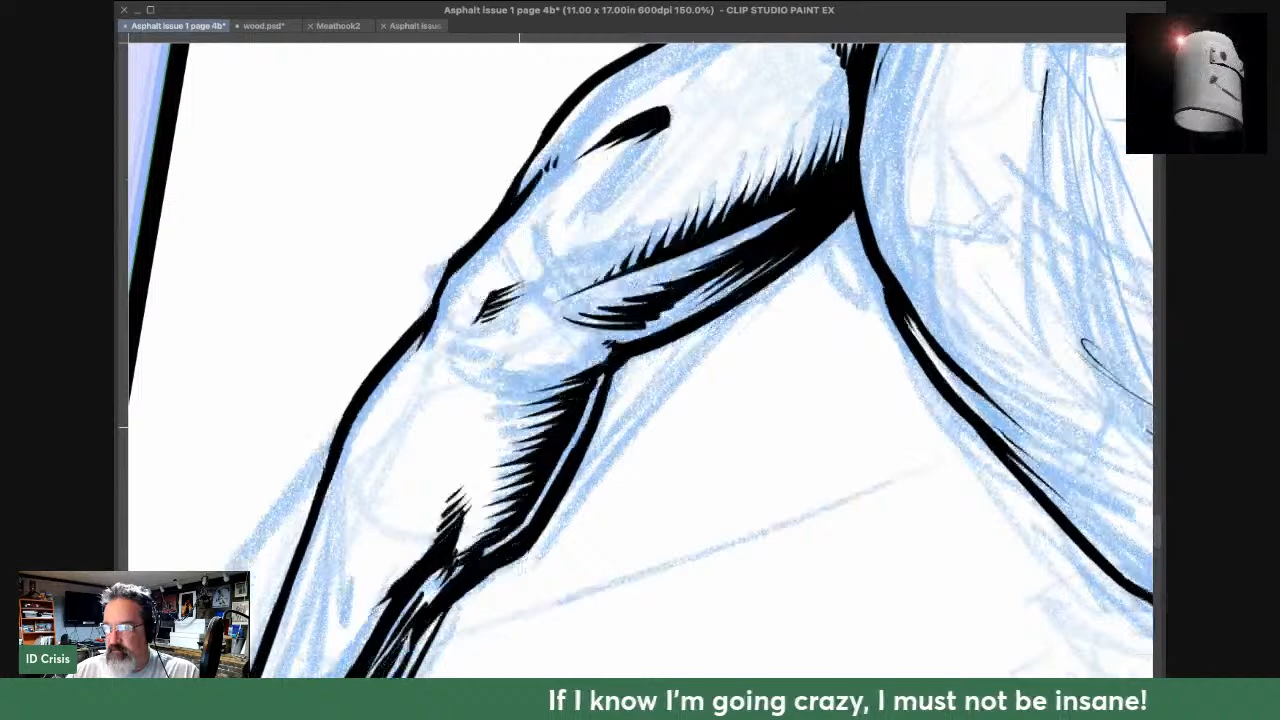 Asphalt issue 1 page 4b* (11.00 x 17.00in 600dpi 150.0%)  - CLIP STUDIO PAINT EX
Asphalt issue 1 page 4b* wood.psd* Meathook2 Asphalt issue
ID Crisis
If I know I'm going crazy, I must not be insane!